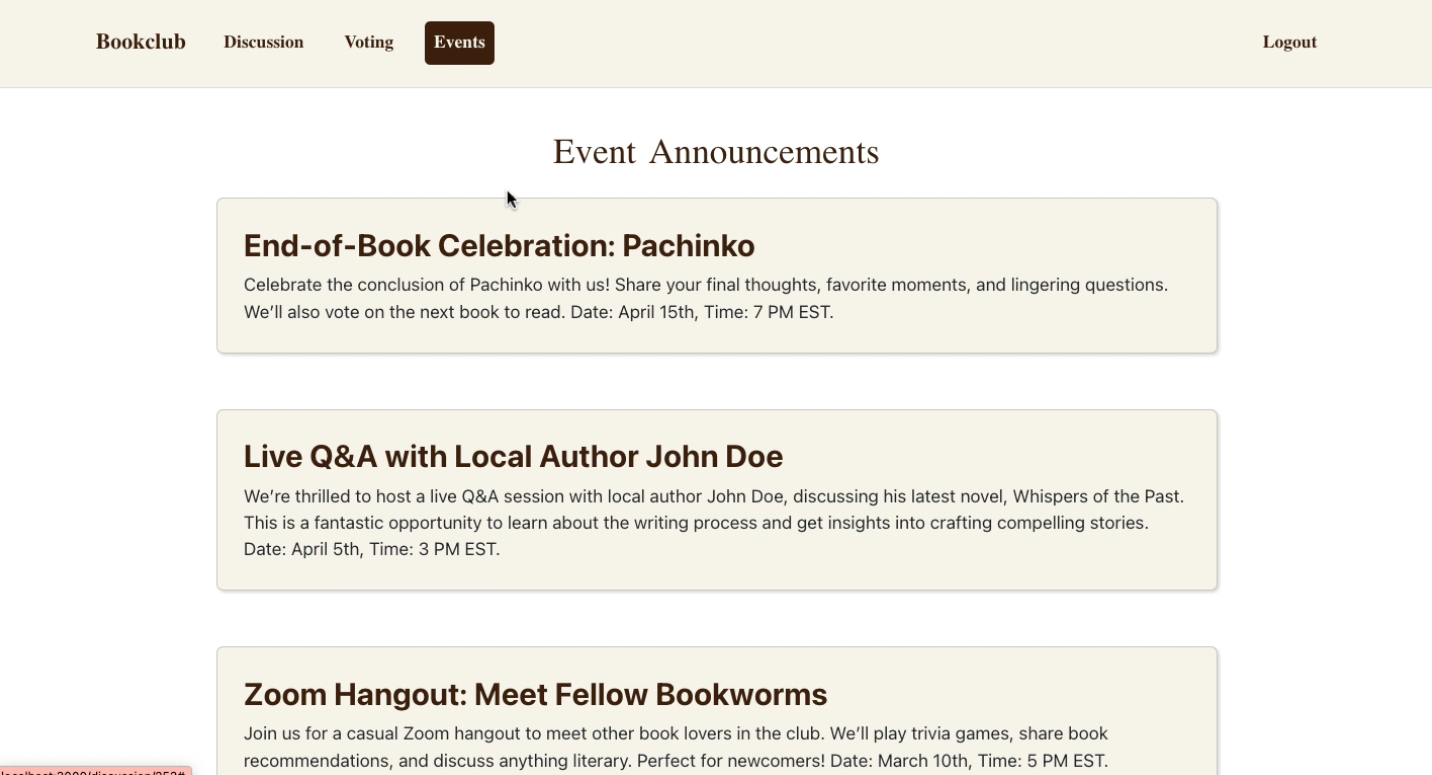 Bookclub Discussion Voting Events Logout
Event Announcements
End-of-Book Celebration: Pachinko
Celebrate the conclusion of Pachinko with us! Share your final thoughts, favorite moments, and lingering questions.
We’ll also vote on the next book to read. Date: April 15th, Time: 7 PM EST.
Live Q&A with Local Author John Doe
We’re thrilled to host a live Q&A session with local author John Doe, discussing his latest novel, Whispers of the Past.
This is a fantastic opportunity to learn about the writing process and get insights into crafting compelling stories.
Date: April 5th, Time: 3 PM EST.
Zoom Hangout: Meet Fellow Bookworms
Join us for a casual Zoom hangout to meet other book lovers in the club. We’ll play trivia games, share book
recommendations, and discuss anything literary. Perfect for newcomers! Date: March 10th, Time: 5 PM EST.